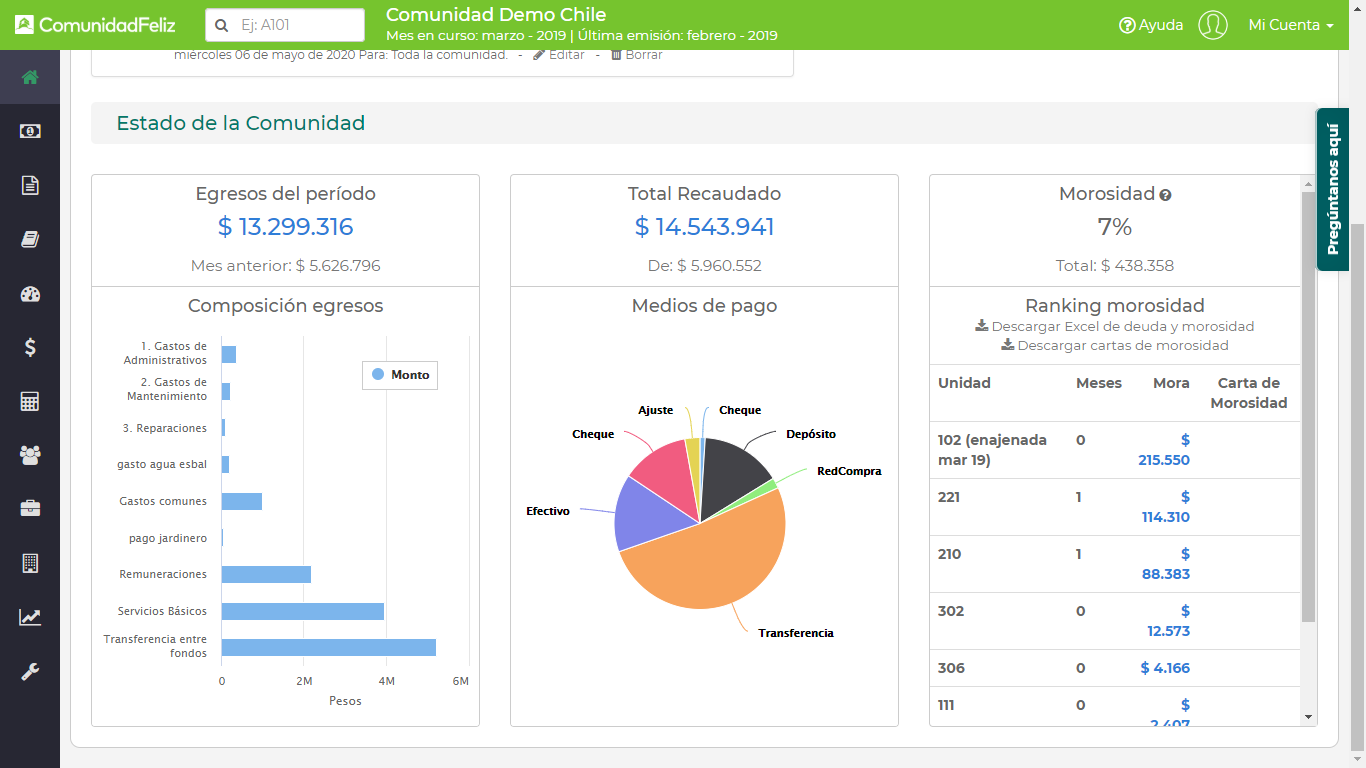 ComunidadFeliz
Ej: A101
Comunidad Demo Chile
Mes en curso: marzo - 2019 | Última emisión: febrero - 2019
Ayuda
Mi Cuenta
miércoles 06 de mayo de 2020 Para: Toda la comunidad. - Editar - Borrar
Pregúntanos aquí
Estado de la Comunidad
Egresos del período
$ 13.299.316
Mes anterior: $ 5.626.796
Composición egresos
1. Gastos de
Administrativos
2. Gastos de
Mantenimiento
3. Reparaciones
gasto agua esbal
Gastos comunes
pago jardinero
Remuneraciones
Servicios Básicos
Transferencia entre
fondos
Monto
0 2M 4M 6M
Pesos
Total Recaudado
$ 14.543.941
De: $ 5.960.552
Medios de pago
Ajuste
Cheque
Cheque
Depósito
RedCompra
Efectivo
Transferencia
Morosidad
7%
Total: $ 438.358
Ranking morosidad
Descargar Excel de deuda y morosidad
Descargar cartas de morosidad
Unidad Meses Mora Carta de
Morosidad
102 (enajenada 0 $
mar 19) 215.550
221 1 $
114.310
210 1 $
88.383
302 0 $
12.573
306 0 $ 4.166
111 0 $
2.407